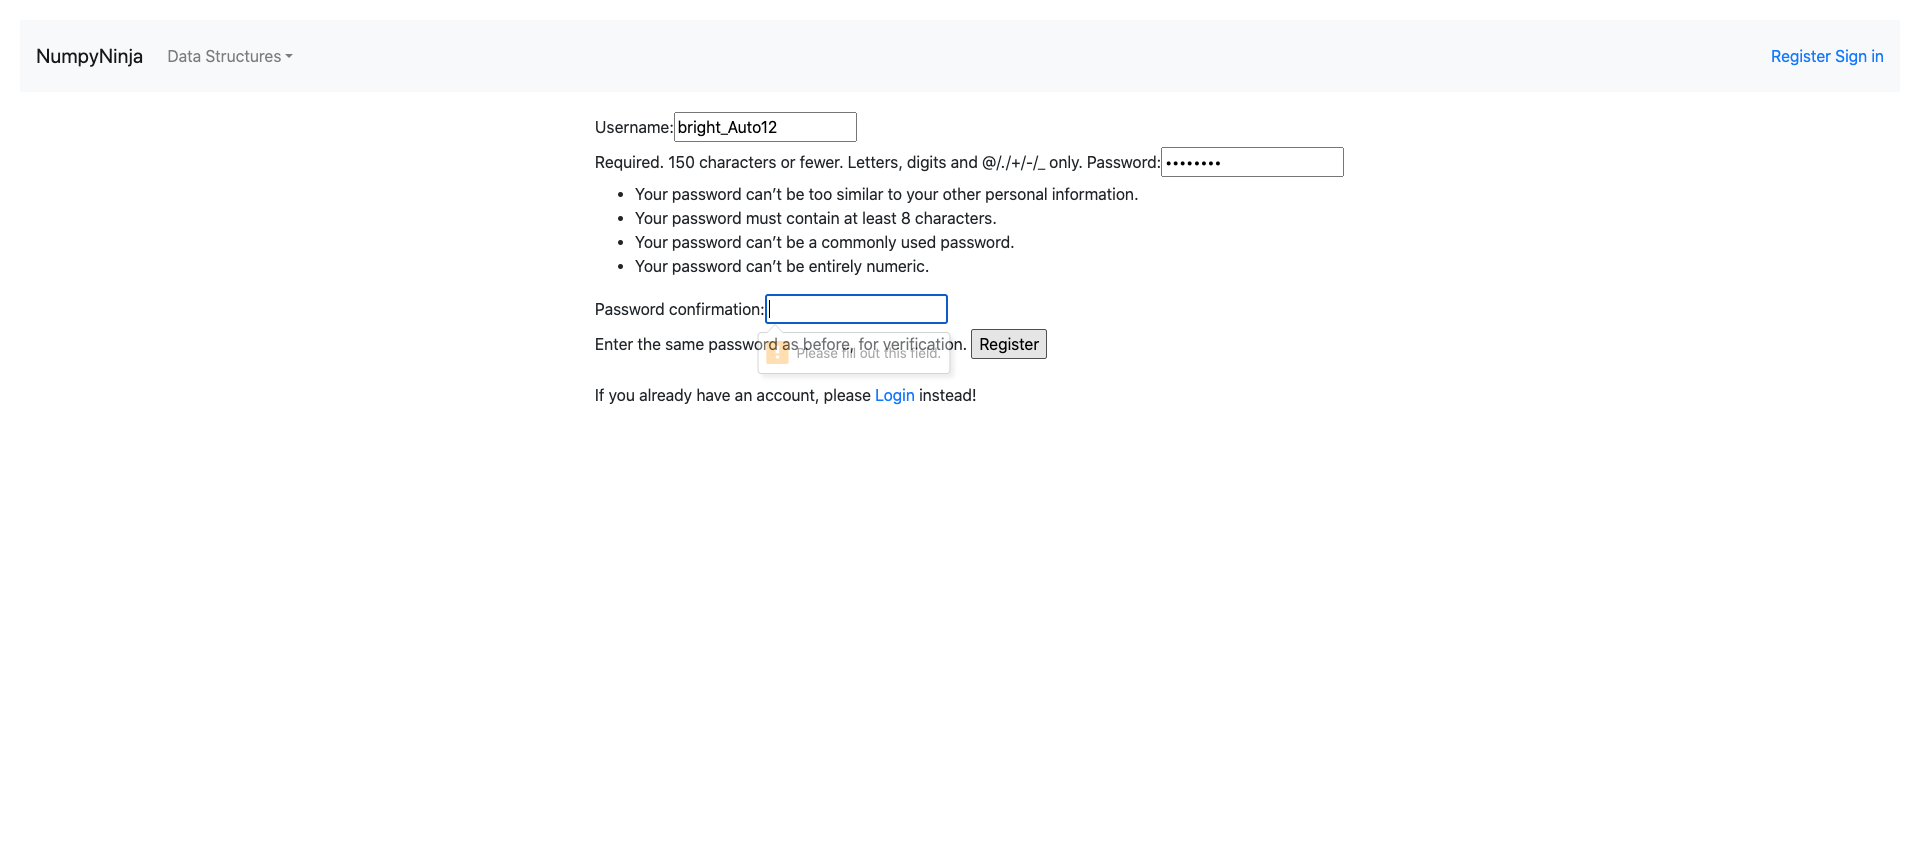 NumpyNinja Data Structures Register Sign in
Username: bright_Auto12
Required. 150 characters or fewer. Letters, digits and @/./+/-/_ only. Password: ••••••••
• Your password can’t be too similar to your other personal information.
• Your password must contain at least 8 characters.
• Your password can’t be a commonly used password.
• Your password can’t be entirely numeric.
Password confirmation:
Enter the same password as before, for verification. Register
! Please fill out this field.
If you already have an account, please Login instead!